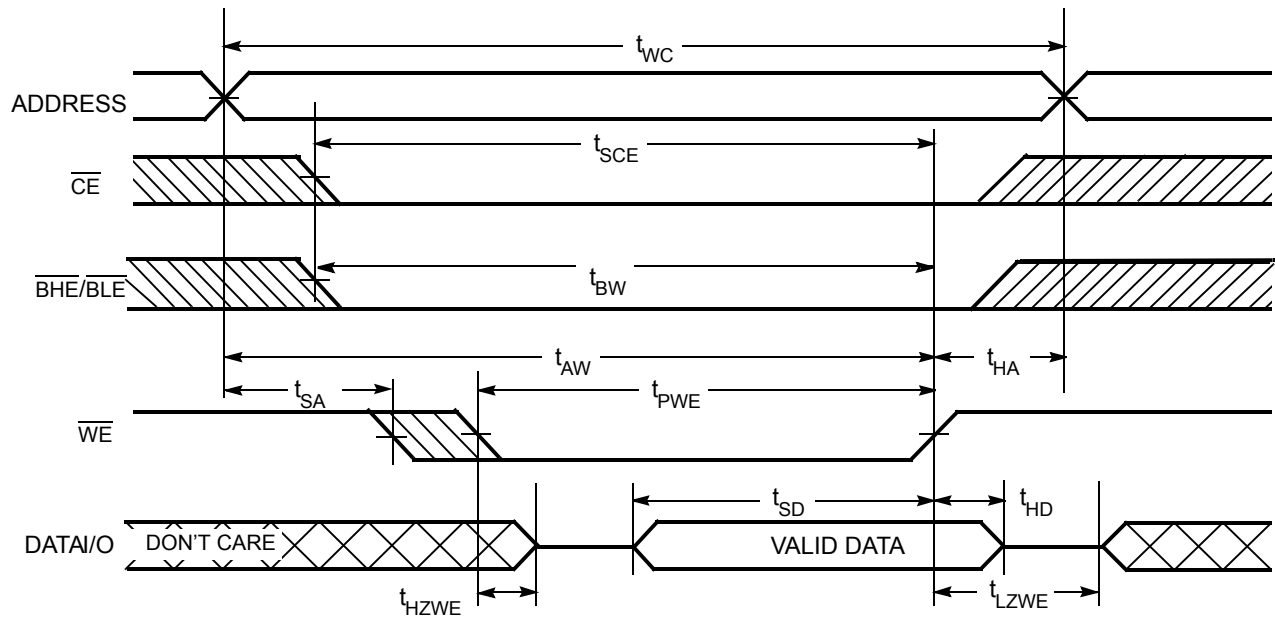 tWC
ADDRESS
tSCE
CE
tBW
BHE/BLE
tAW
tHA
tSA
tPWE
WE
tSD
tHD
DATAI/O
DON'T CARE
VALID DATA
tHZWE
tLZWE